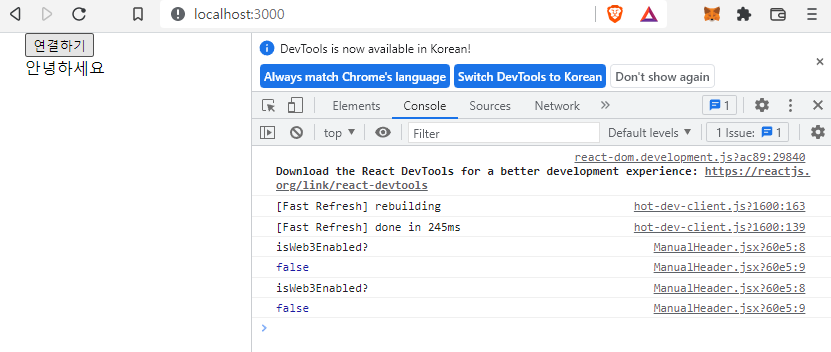 localhost:3000
연결하기
안녕하세요
DevTools is now available in Korean!
Always match Chrome's language Switch DevTools to Korean Don't show again
Elements Console Sources Network 1
top Filter Default levels 1 Issue: 1
react-dom.development.js?ac89:29840
Download the React DevTools for a better development experience: https://reactjs.
org/link/react-devtools
[Fast Refresh] rebuilding hot-dev-client.js?1600:163
[Fast Refresh] done in 245ms hot-dev-client.js?1600:139
isWeb3Enabled? ManualHeader.jsx?60e5:8
false ManualHeader.jsx?60e5:9
isWeb3Enabled? ManualHeader.jsx?60e5:8
false ManualHeader.jsx?60e5:9